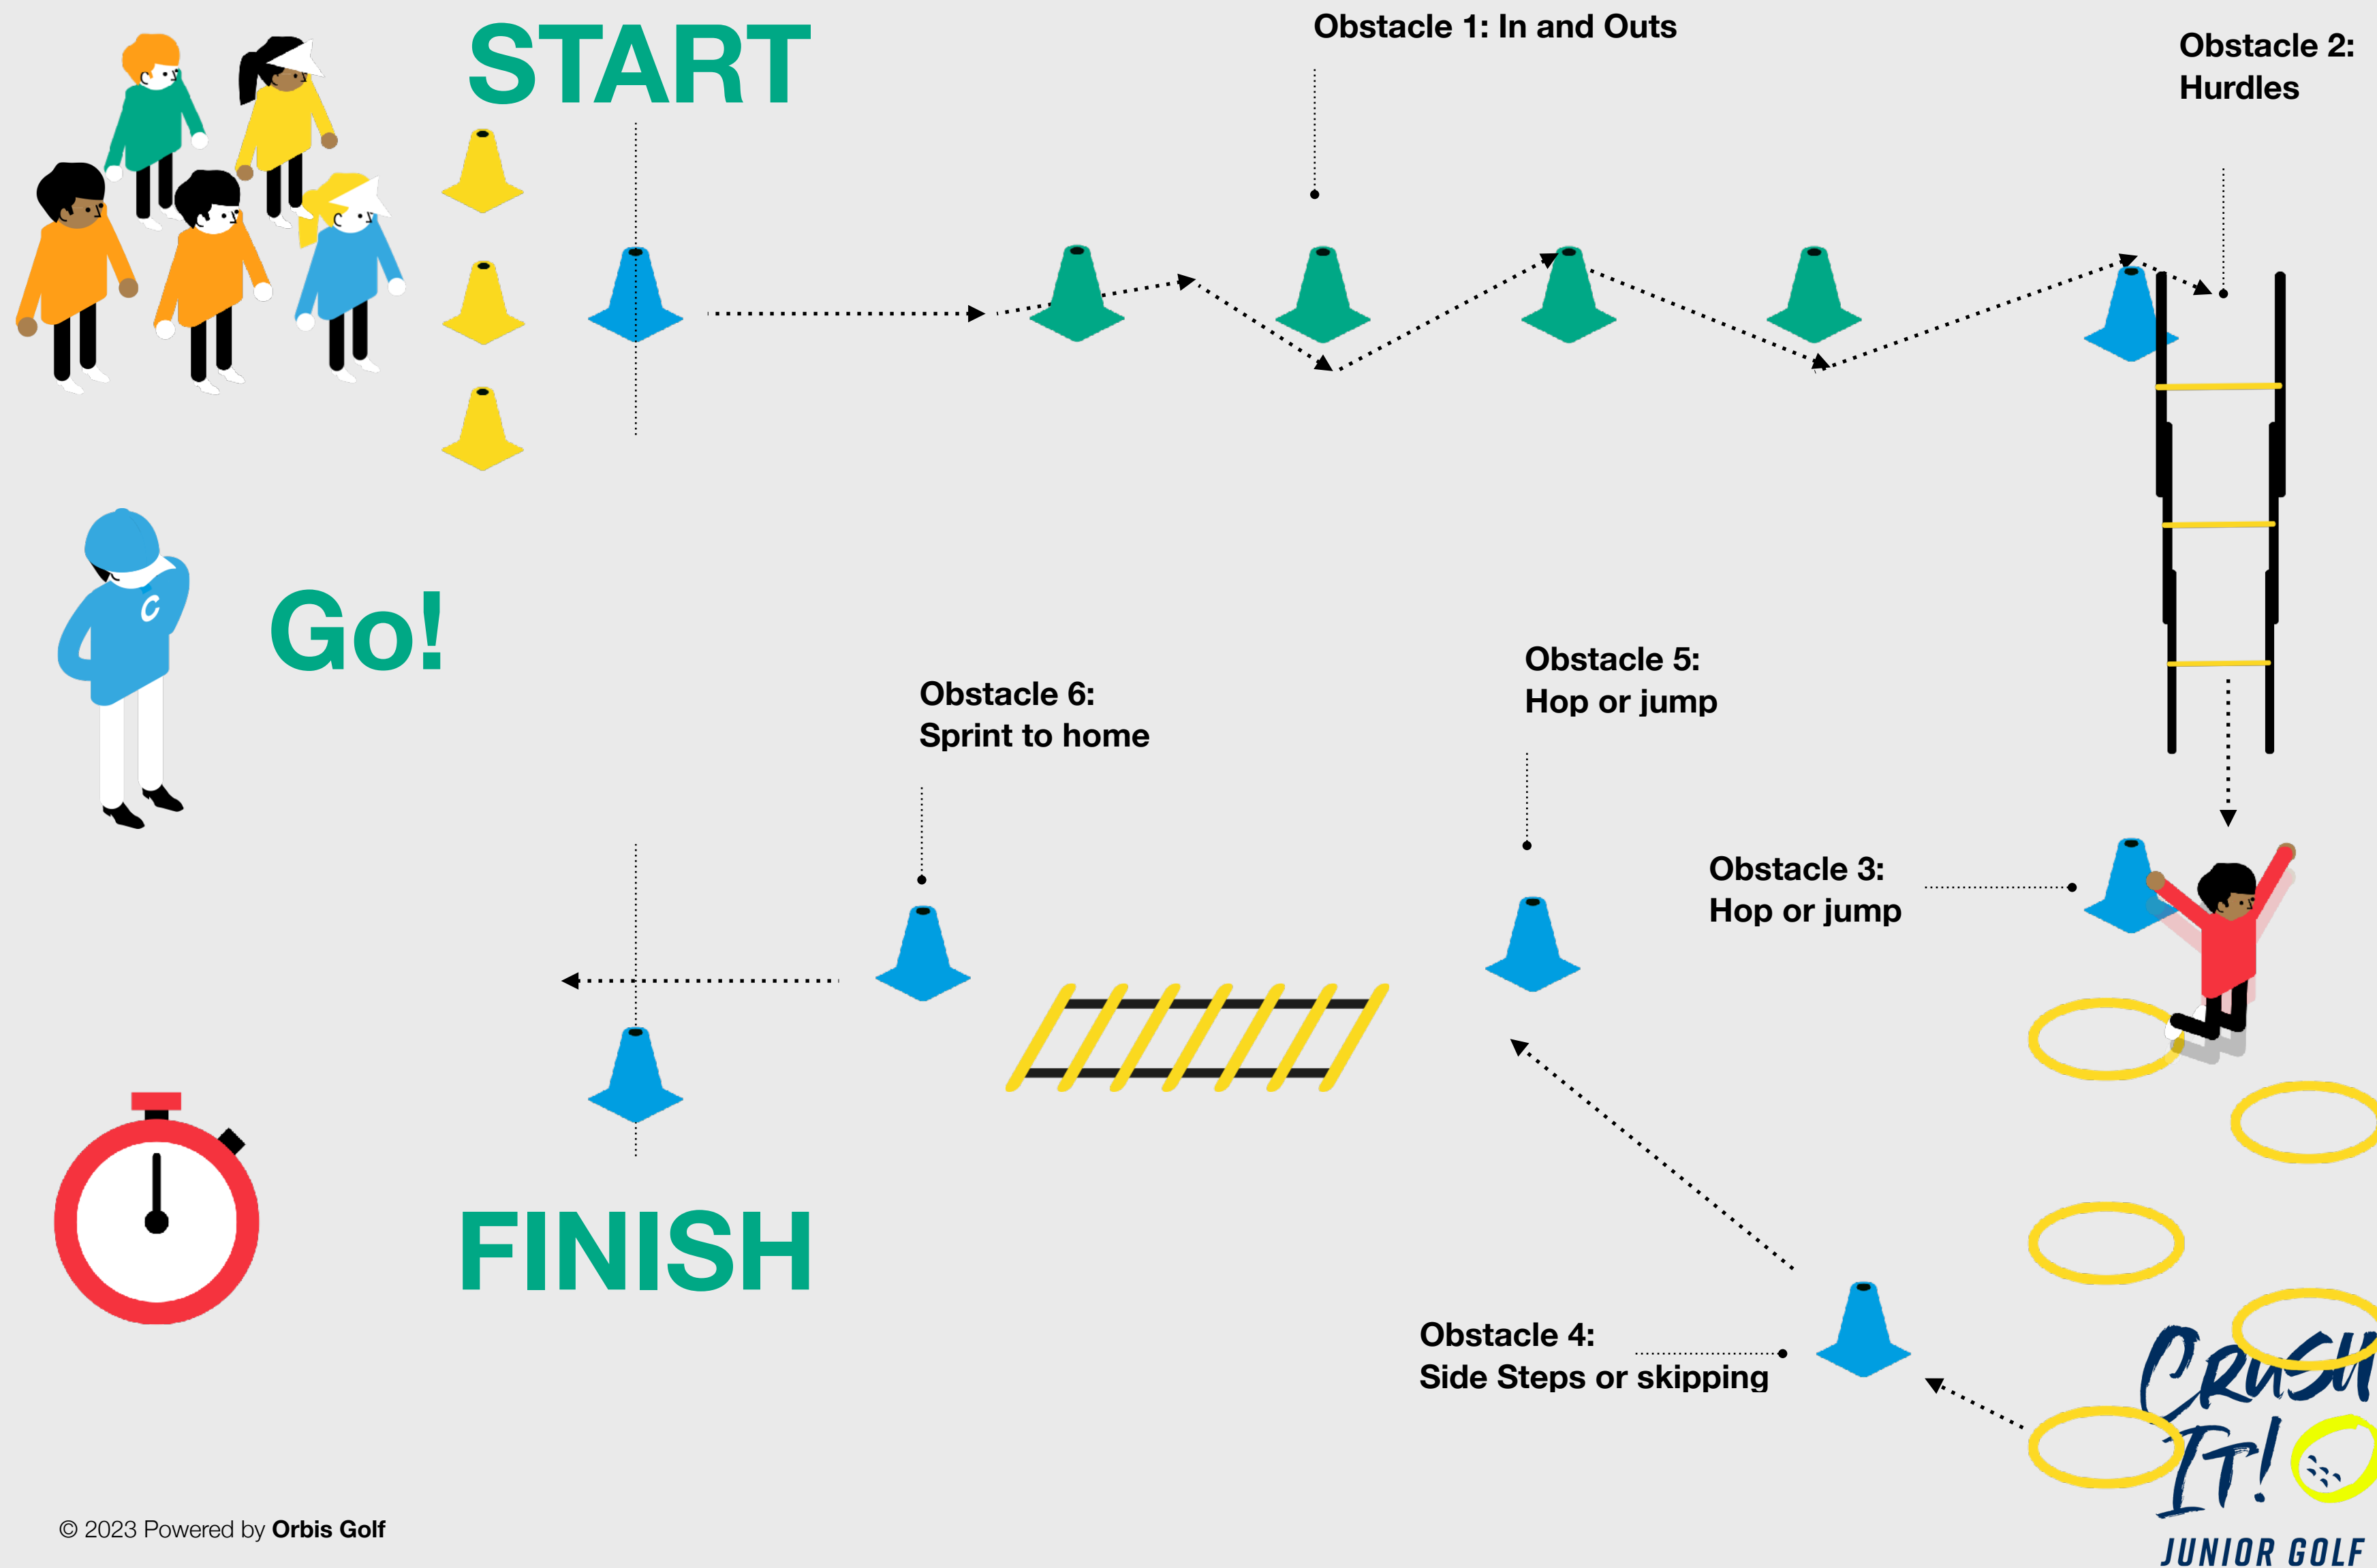 START
Obstacle 1: In and Outs
Obstacle 2:
Hurdles
Go!
Obstacle 5:
Hop or jump
Obstacle 6:
Sprint to home
Obstacle 3:
Hop or jump
FINISH
Obstacle 4:
Side Steps or skipping
C
CRUSH
IT!
JUNIOR GOLF
© 2023 Powered by Orbis Golf